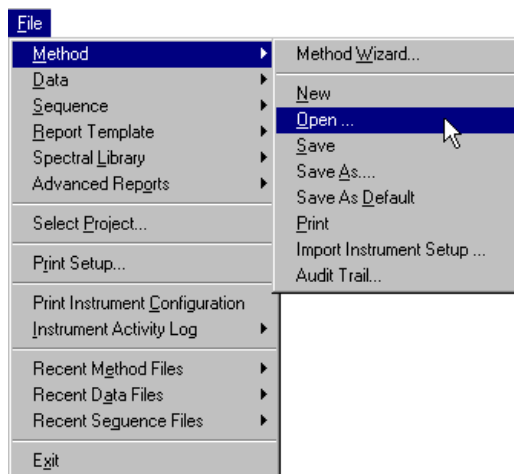 File
Method
Data
Sequence
Report Template
Spectral Library
Advanced Reports
Select Project...
Print Setup...
Print Instrument Configuration
Instrument Activity Log
Recent Method Files
Recent Data Files
Recent Sequence Files
Exit
Method Wizard...
New
Open ...
Save
Save As....
Save As Default
Print
Import Instrument Setup ...
Audit Trail...